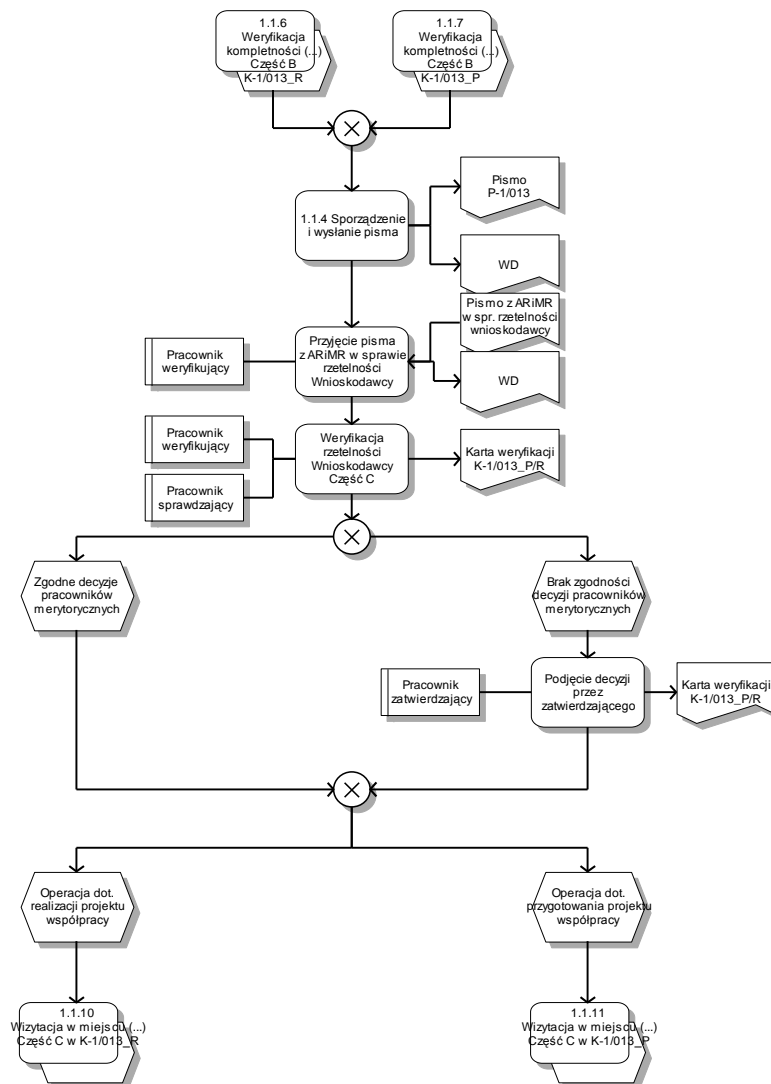 1.1.6
Weryfikacja
kompletności (...)
Część B
K-1/013_R
1.1.7
Weryfikacja
kompletności (...)
Część B
K-1/013_P
1.1.4 Sporządzenie
i wysłanie pisma
Pismo
P-1/013
WD
Pismo z ARiMR
w spr. rzetelności
wnioskodawcy
Pracownik
weryfikujący
Przyjęcie pisma
z ARiMR w sprawie
rzetelności
Wnioskodawcy
WD
Pracownik
weryfikujący
Pracownik
sprawdzający
Weryfikacja
rzetelności
Wnioskodawcy
Część C
Karta weryfikacji
K-1/013_P/R
Zgodne decyzje
pracowników
merytorycznych
Brak zgodności
decyzji pracowników
merytorycznych
Pracownik
zatwierdzający
Podjęcie decyzji
przez
zatwierdzającego
Karta weryfikacji
K-1/013_P/R
Operacja dot.
realizacji projektu
współpracy
Operacja dot.
przygotowania projektu
współpracy
1.1.10
Wizytacja w miejscu (...)
Część C w K-1/013_R
1.1.11
Wizytacja w miejscu (...)
Część C w K-1/013_P